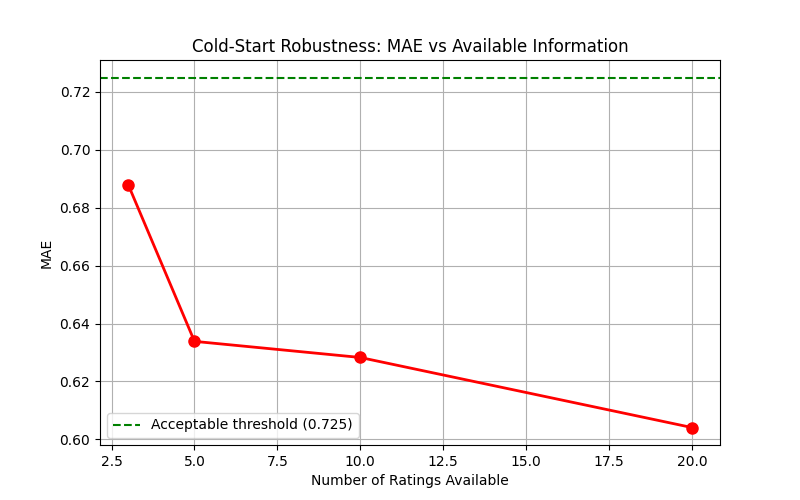 Cold-Start Robustness: MAE vs Available Information
MAE
0.72
0.70
0.68
0.66
0.64
0.62
0.60
Acceptable threshold (0.725)
2.5 5.0 7.5 10.0 12.5 15.0 17.5 20.0
Number of Ratings Available